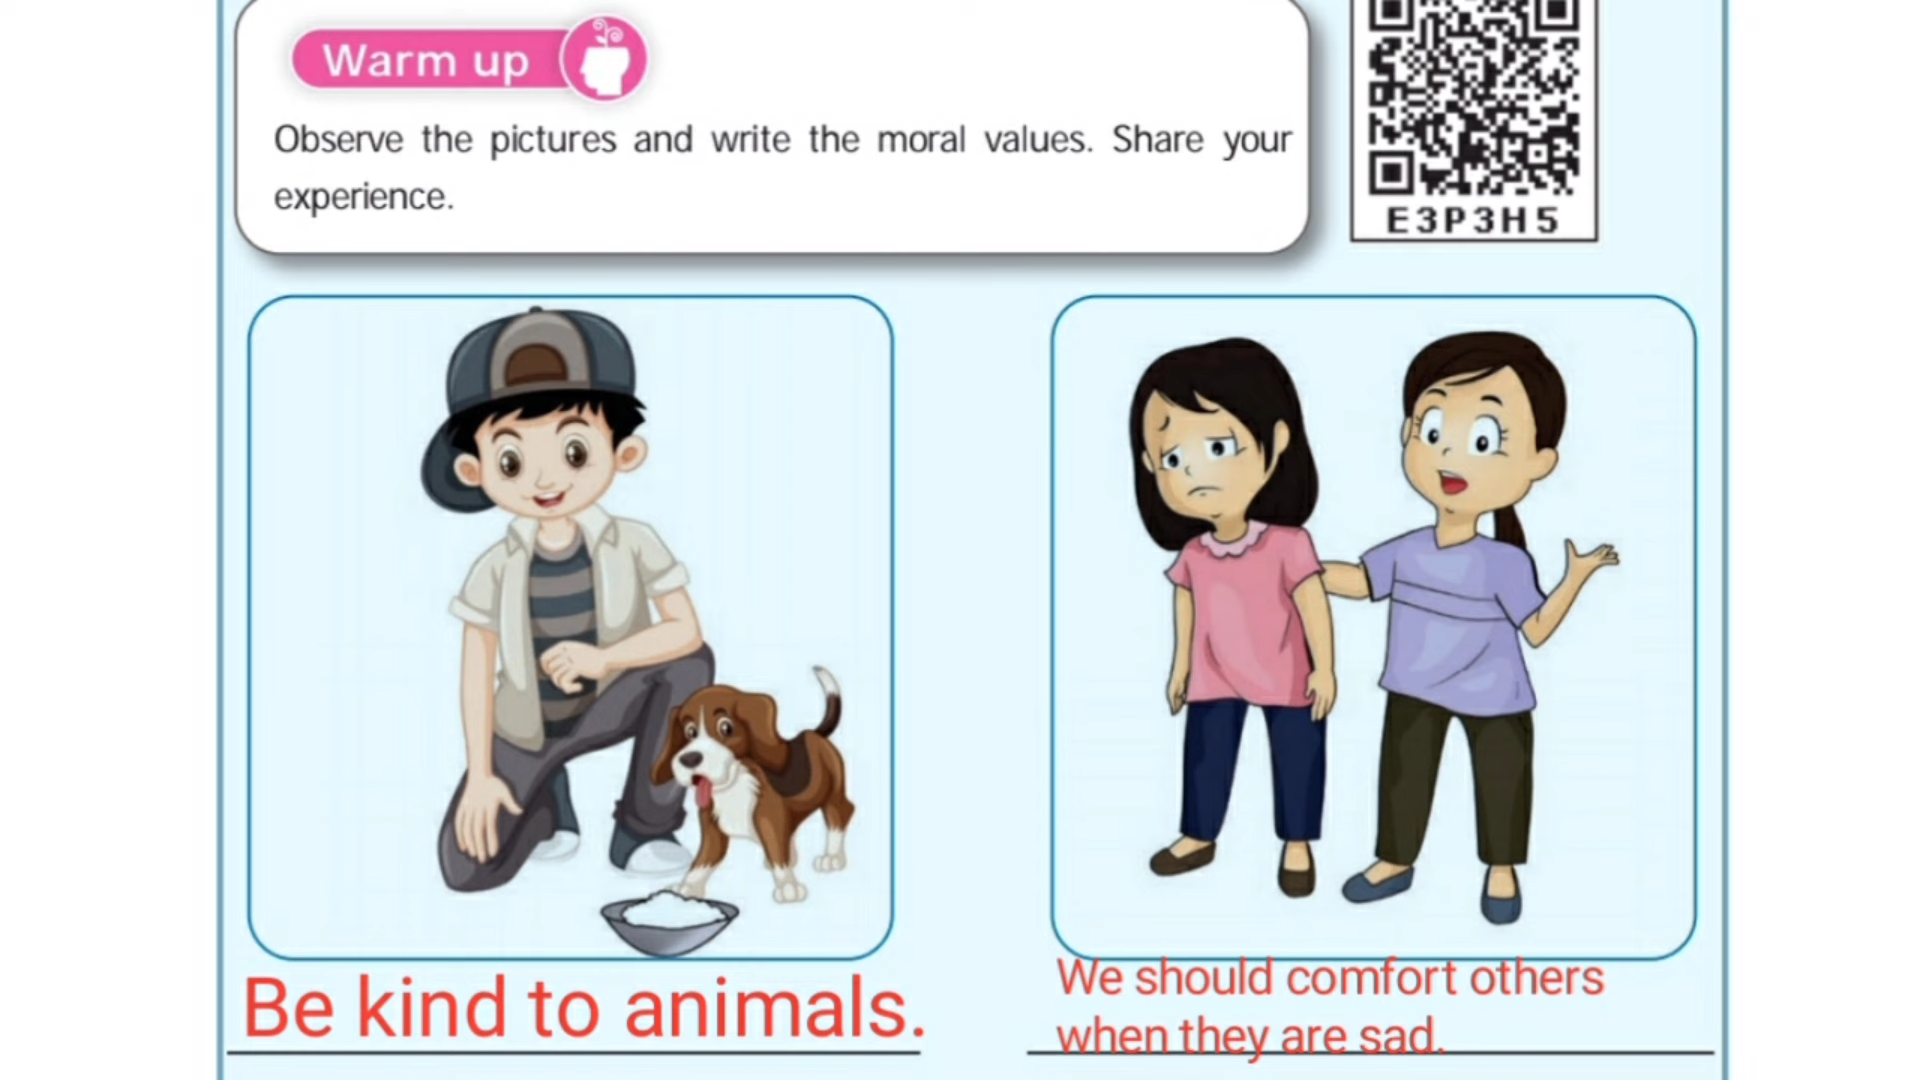 Warm up
Observe the pictures and write the moral values. Share your
experience.
E3P3H5
Be kind to animals.
We should comfort others
when they are sad.